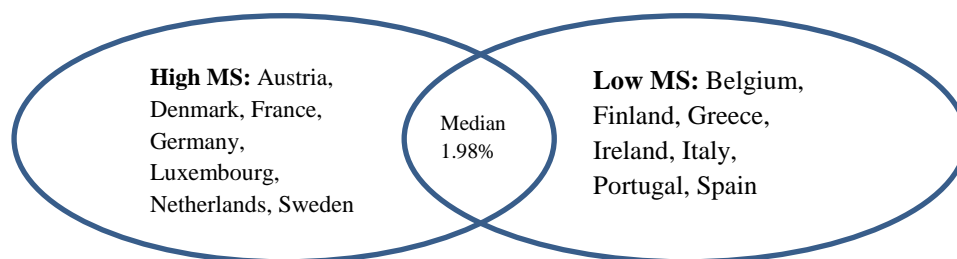 High MS: Austria,
Denmark, France,
Germany,
Luxembourg,
Netherlands, Sweden
Median
1.98%
Low MS: Belgium,
Finland, Greece,
Ireland, Italy,
Portugal, Spain